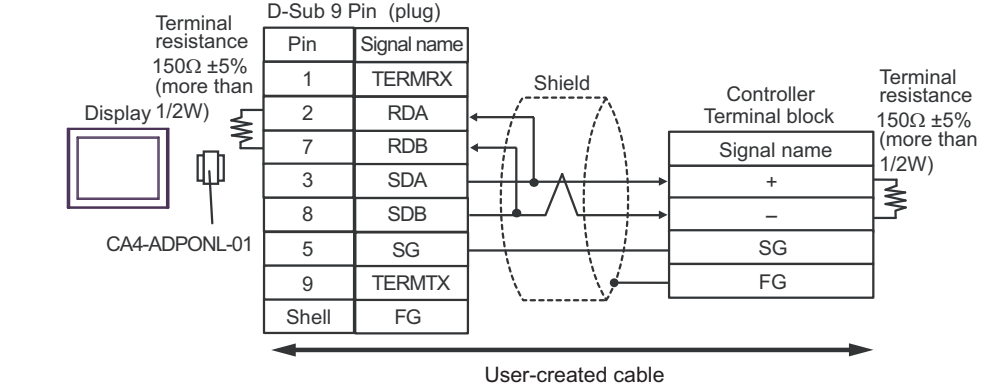 D-Sub 9 Pin (plug)
Terminal
resistance
150Ω ±5%
(more than
1/2W)
Display
CA4-ADPONL-01
Pin Signal name
1 TERMRX
2 RDA
7 RDB
3 SDA
8 SDB
5 SG
9 TERMTX
Shell FG
Shield
Controller
Terminal block
Signal name
+
–
SG
FG
Terminal
resistance
150Ω ±5%
(more than
1/2W)
User-created cable